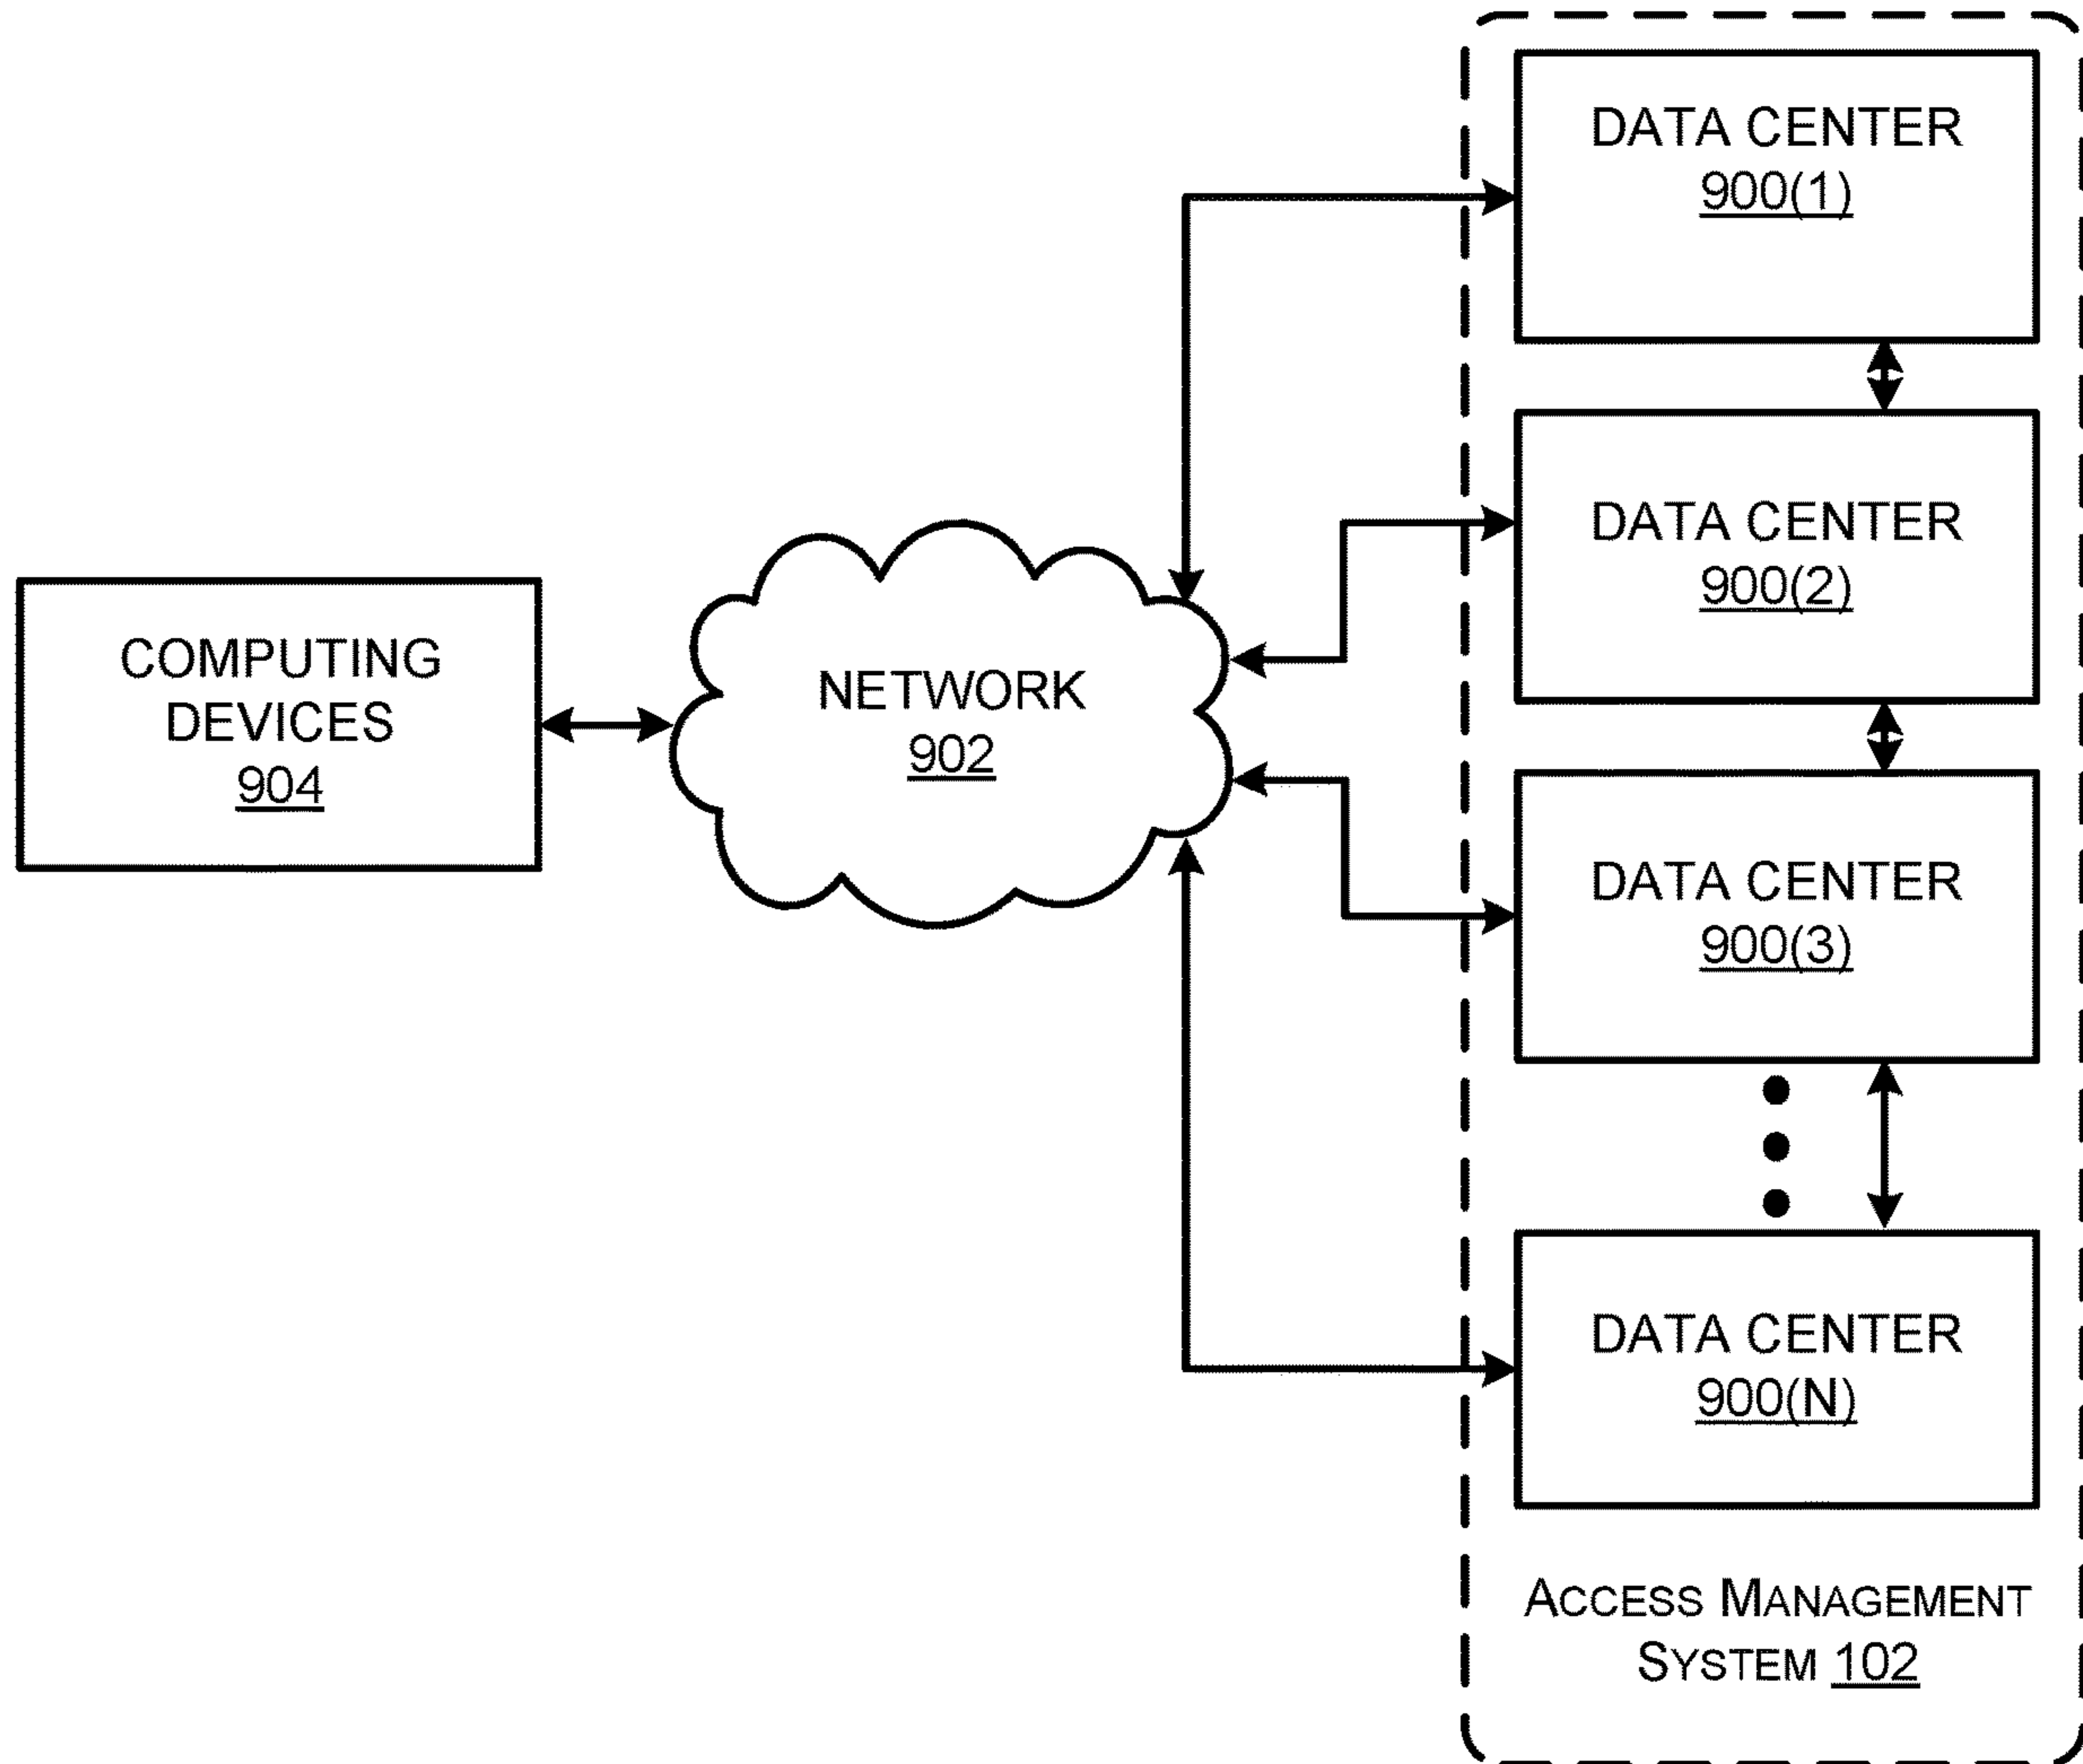 DATA CENTER
900(1)
DATA CENTER
900(2)
COMPUTING
DEVICES
904
NETWORK
902
DATA CENTER
900(3)
DATA CENTER
900(N)
ACCESS MANAGEMENT
SYSTEM 102